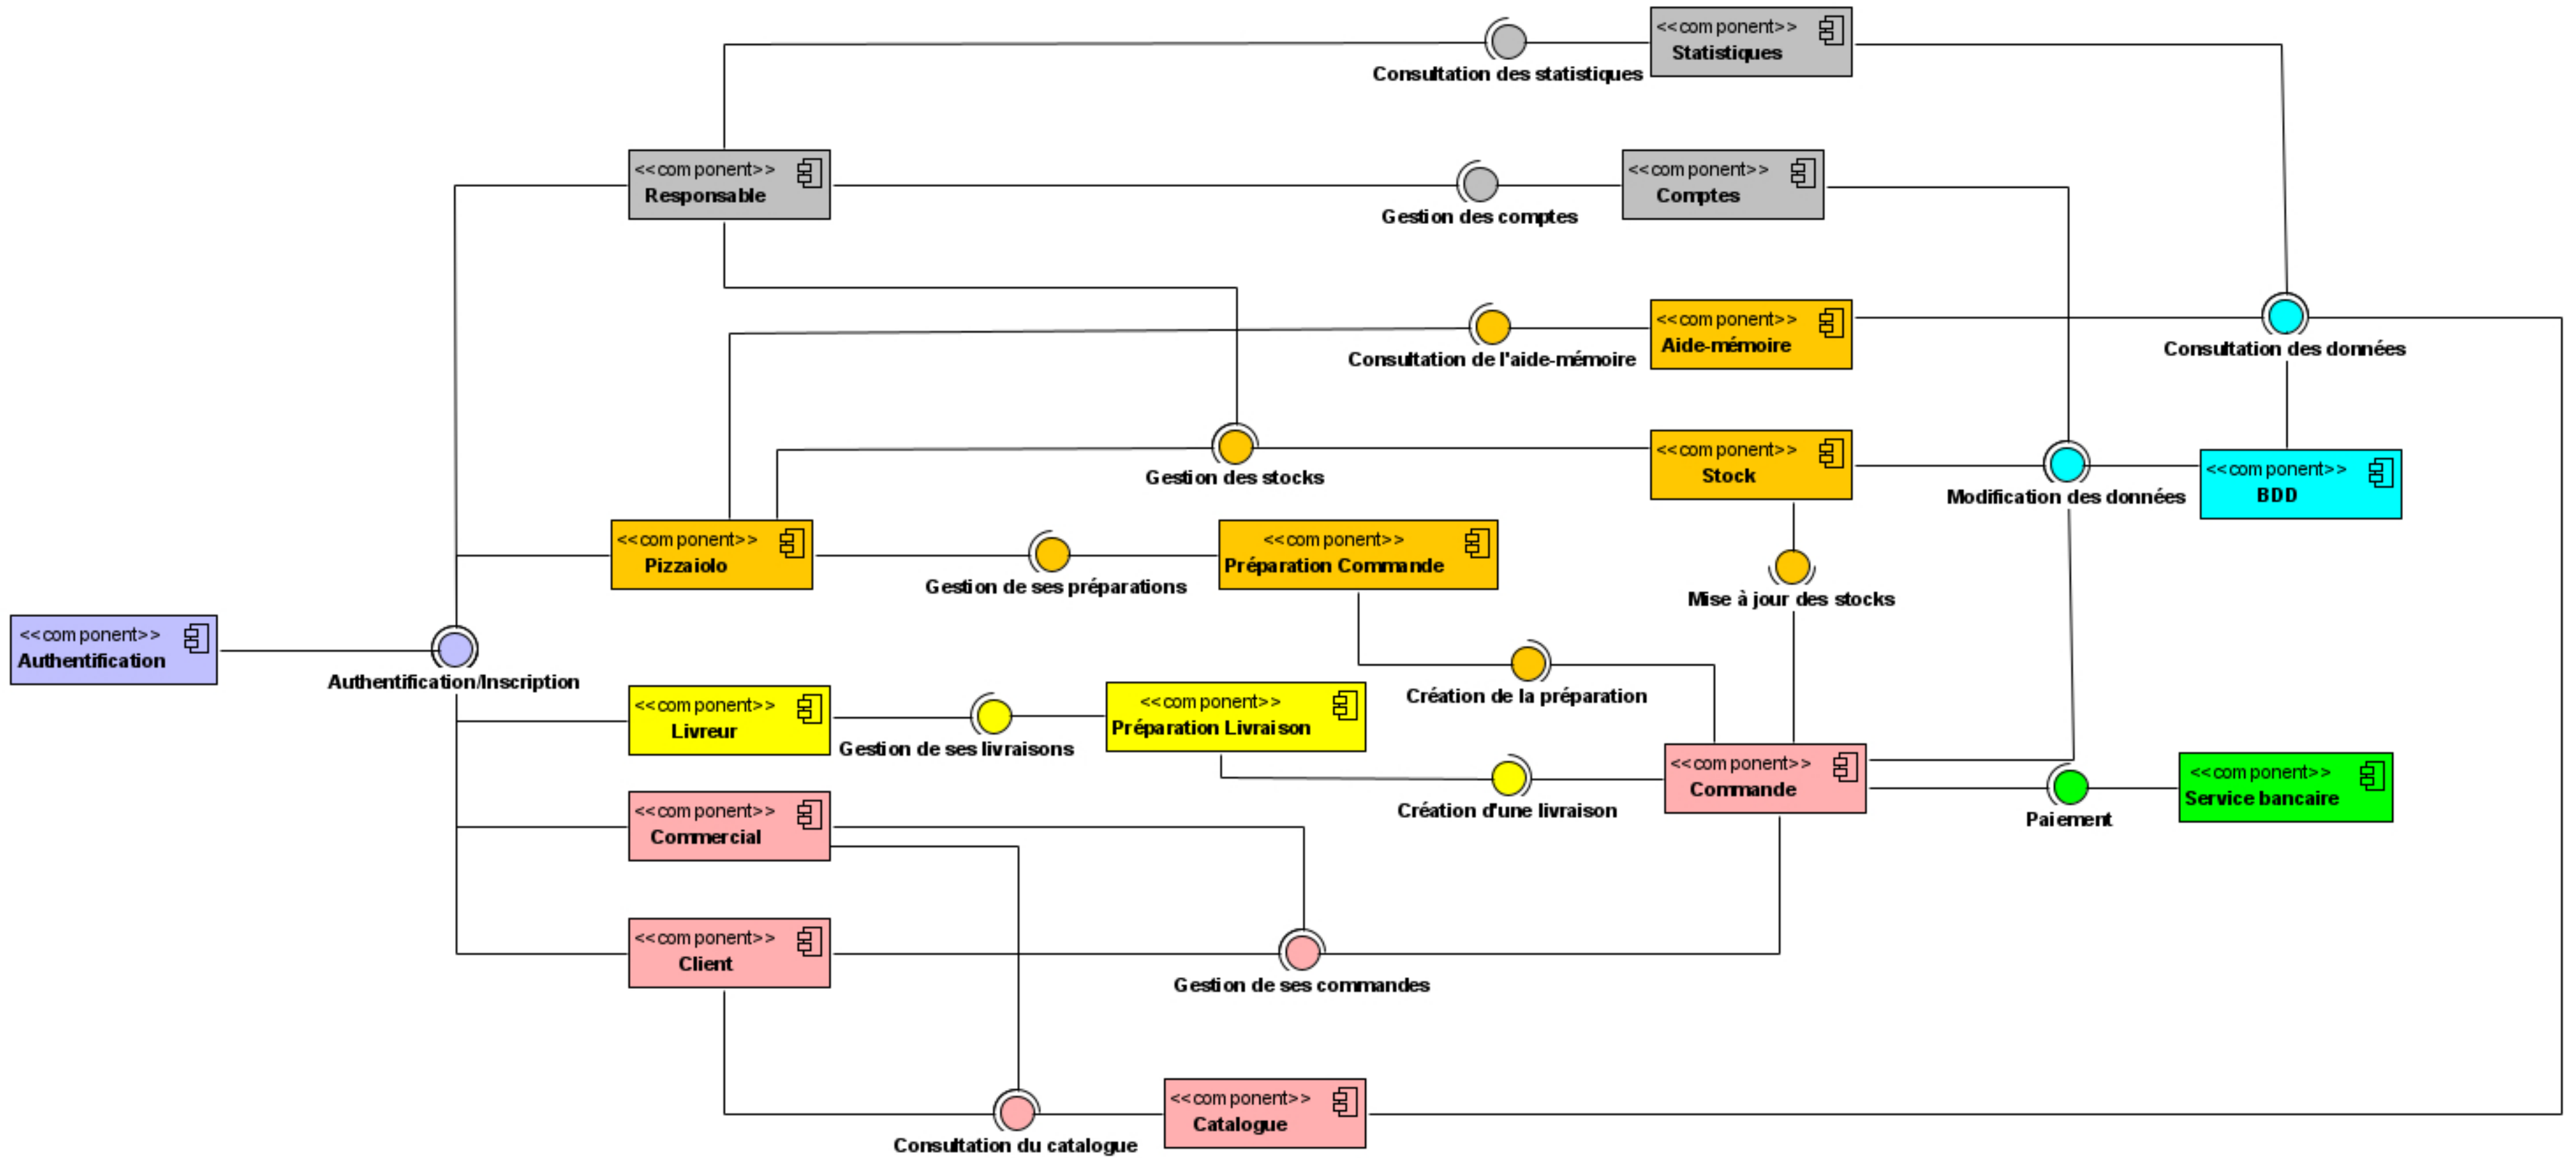 <<component>>
Statistiques
Consultation des statistiques
<<component>>
Responsable
<<component>>
Comptes
Gestion des comptes
<<component>>
Aide-mémoire
Consultation de l'aide-mémoire
Consultation des données
<<component>>
Stock
Gestion des stocks
<<component>>
BDD
Modification des données
<<component>>
Pizzaiolo
<<component>>
Préparation Commande
Gestion de ses préparations
Mise à jour des stocks
<<component>>
Authentification
Authentification/Inscription
Création de la préparation
<<component>>
Livreur
<<component>>
Préparation Livraison
Gestion de ses livraisons
<<component>>
Commande
<<component>>
Service bancaire
Création d'une livraison
Paiement
<<component>>
Commercial
<<component>>
Client
Gestion de ses commandes
<<component>>
Catalogue
Consultation du catalogue